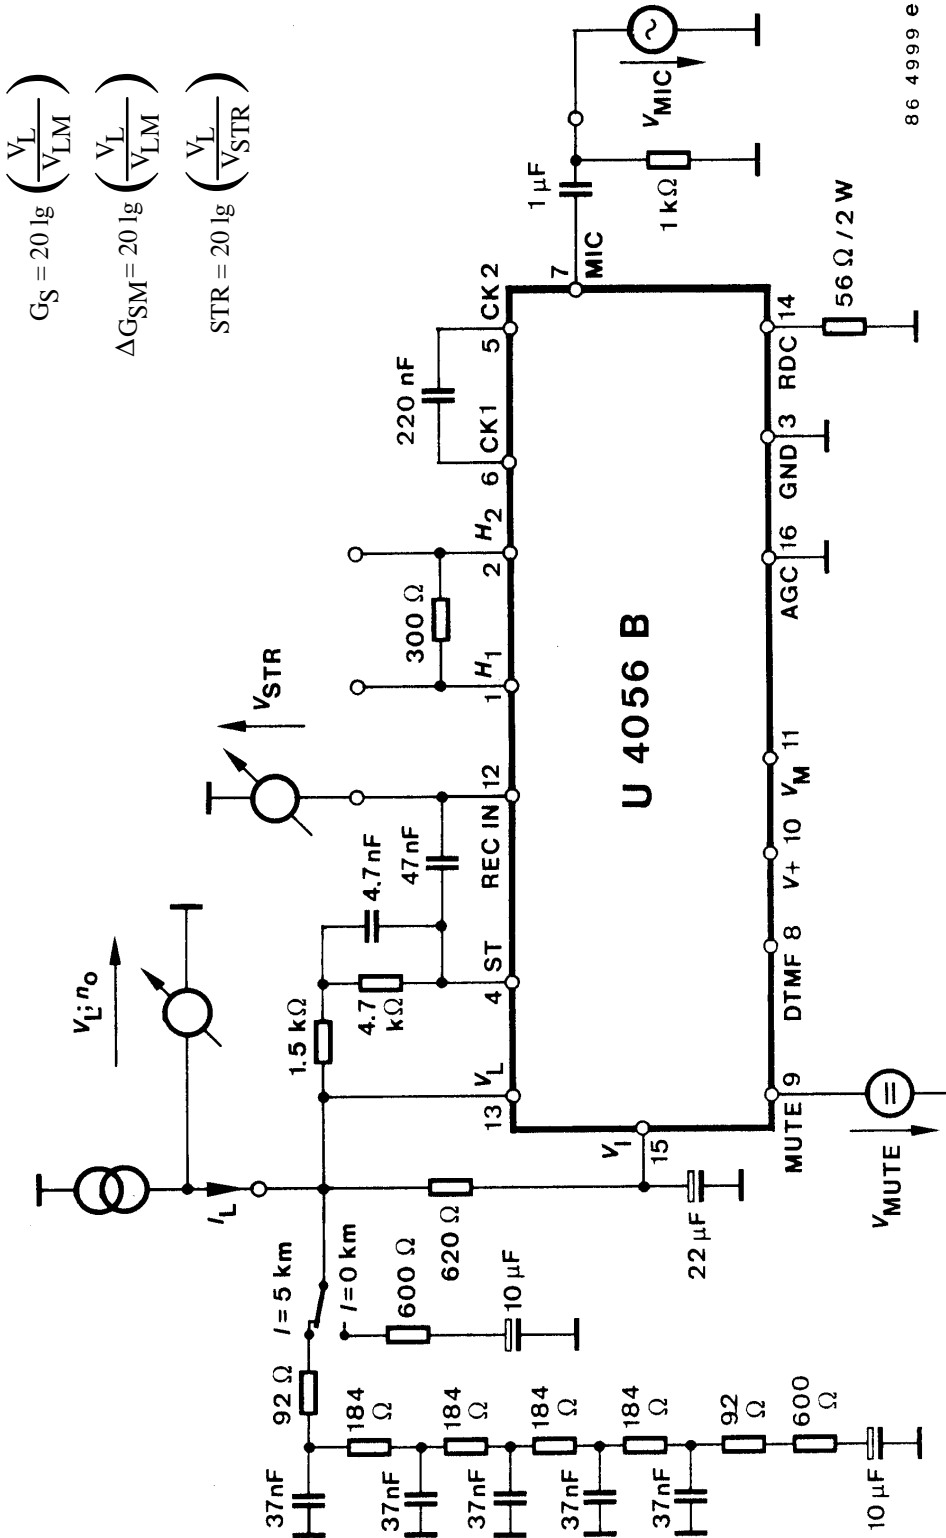 G_S = 20 lg (V_L / V_LM)
ΔG_SM = 20 lg (V_L / V_LM)
STR = 20 lg (V_L / V_STR)
V_L; n_o
I_L
l = 5 km
l = 0 km
92 Ω
37nF
184 Ω
37nF
184 Ω
37nF
184 Ω
37nF
184 Ω
37nF
92 Ω
600 Ω
10 µF
600 Ω
10 µF
620 Ω
22 µF
1.5 kΩ
4.7 kΩ
4.7nF
47nF
V_STR
300 Ω
220 nF
13 V_L
4 ST
12 REC IN
1 H_1
2 H_2
6 CK1
5 CK2
V_I
15
U 4056 B
7
MIC
1 µF
1 kΩ
V_MIC
MUTE 9
DTMF 8
V+ 10
V_M 11
AGC 16
GND 3
RDC 14
56 Ω / 2 W
V_MUTE
86 4999 e